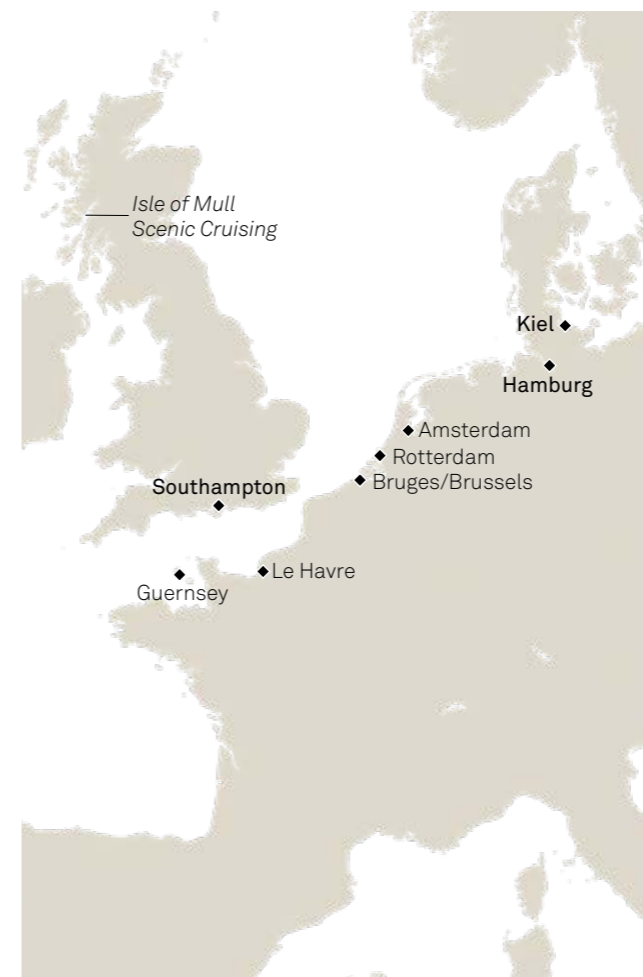 Isle of Mull
Scenic Cruising
Kiel
Hamburg
Amsterdam
Rotterdam
Bruges/Brussels
Southampton
Le Havre
Guernsey